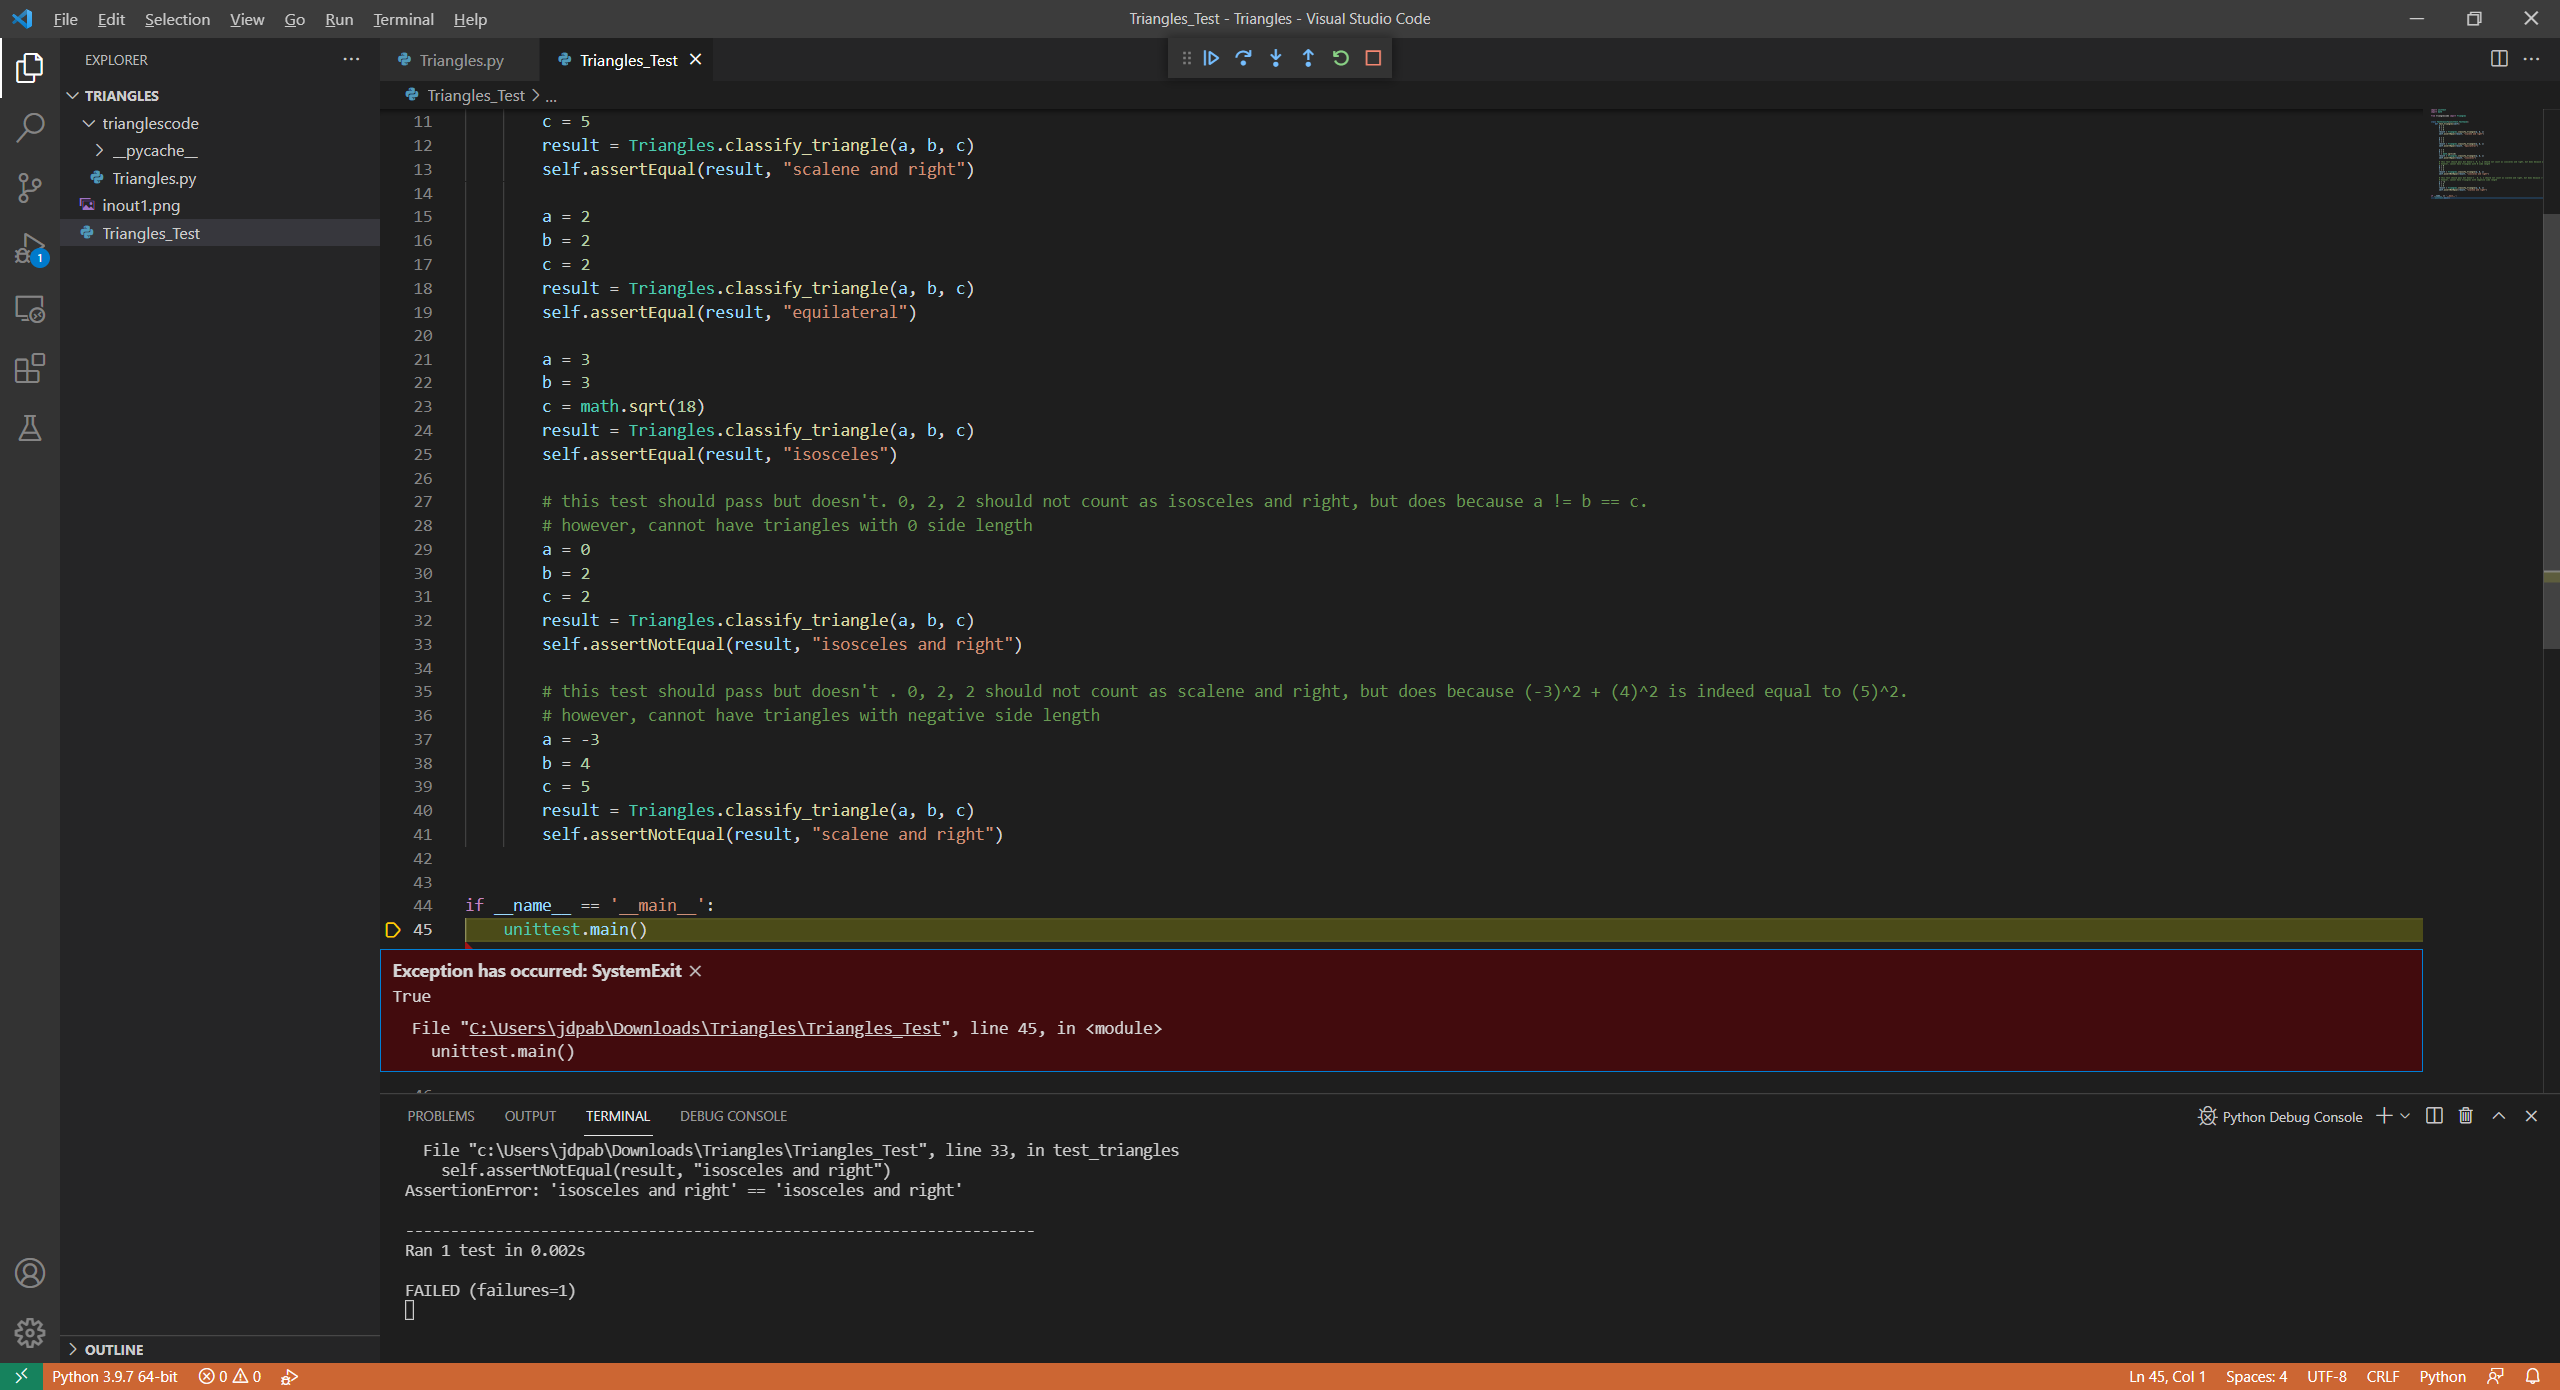 File Edit Selection View Go Run Terminal Help
Triangles_Test - Triangles - Visual Studio Code
EXPLORER
TRIANGLES
trianglescode
__pycache__
Triangles.py
inout1.png
Triangles_Test
1
OUTLINE
Triangles.py
Triangles_Test
Triangles_Test > ...
11 c = 5
12 result = Triangles.classify_triangle(a, b, c)
13 self.assertEqual(result, "scalene and right")
14
15 a = 2
16 b = 2
17 c = 2
18 result = Triangles.classify_triangle(a, b, c)
19 self.assertEqual(result, "equilateral")
20
21 a = 3
22 b = 3
23 c = math.sqrt(18)
24 result = Triangles.classify_triangle(a, b, c)
25 self.assertEqual(result, "isosceles")
26
27 # this test should pass but doesn't. 0, 2, 2 should not count as isosceles and right, but does because a != b == c.
28 # however, cannot have triangles with 0 side length
29 a = 0
30 b = 2
31 c = 2
32 result = Triangles.classify_triangle(a, b, c)
33 self.assertNotEqual(result, "isosceles and right")
34
35 # this test should pass but doesn't . 0, 2, 2 should not count as scalene and right, but does because (-3)^2 + (4)^2 is indeed equal to (5)^2.
36 # however, cannot have triangles with negative side length
37 a = -3
38 b = 4
39 c = 5
40 result = Triangles.classify_triangle(a, b, c)
41 self.assertNotEqual(result, "scalene and right")
42
43
44 if __name__ == '__main__':
45 unittest.main()
Exception has occurred: SystemExit
True
File "C:\Users\jdpab\Downloads\Triangles\Triangles_Test", line 45, in <module>
unittest.main()
PROBLEMS OUTPUT TERMINAL DEBUG CONSOLE
Python Debug Console
File "c:\Users\jdpab\Downloads\Triangles\Triangles_Test", line 33, in test_triangles
self.assertNotEqual(result, "isosceles and right")
AssertionError: 'isosceles and right' == 'isosceles and right'
----------------------------------------------------------------------
Ran 1 test in 0.002s
FAILED (failures=1)
Python 3.9.7 64-bit 0 0
Ln 45, Col 1 Spaces: 4 UTF-8 CRLF Python